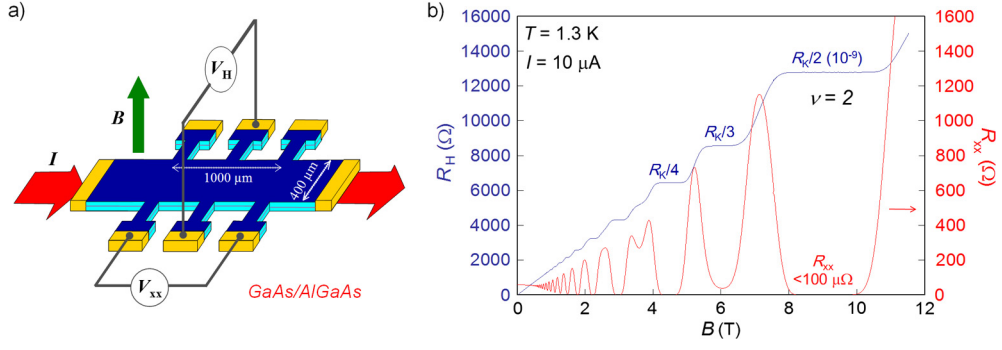 a)
V_H
B
I
1000 µm
400 µm
V_xx
GaAs/AlGaAs
b)
16000
14000
12000
10000
8000
6000
4000
2000
0
R_H (Ω)
T = 1.3 K
I = 10 µA
R_K/2 (10^-9)
ν = 2
R_K/3
R_K/4
R_xx
<100 µΩ
0 2 4 6 8 10 12
B (T)
1600
1400
1200
1000
800
600
400
200
0
R_xx (Ω)